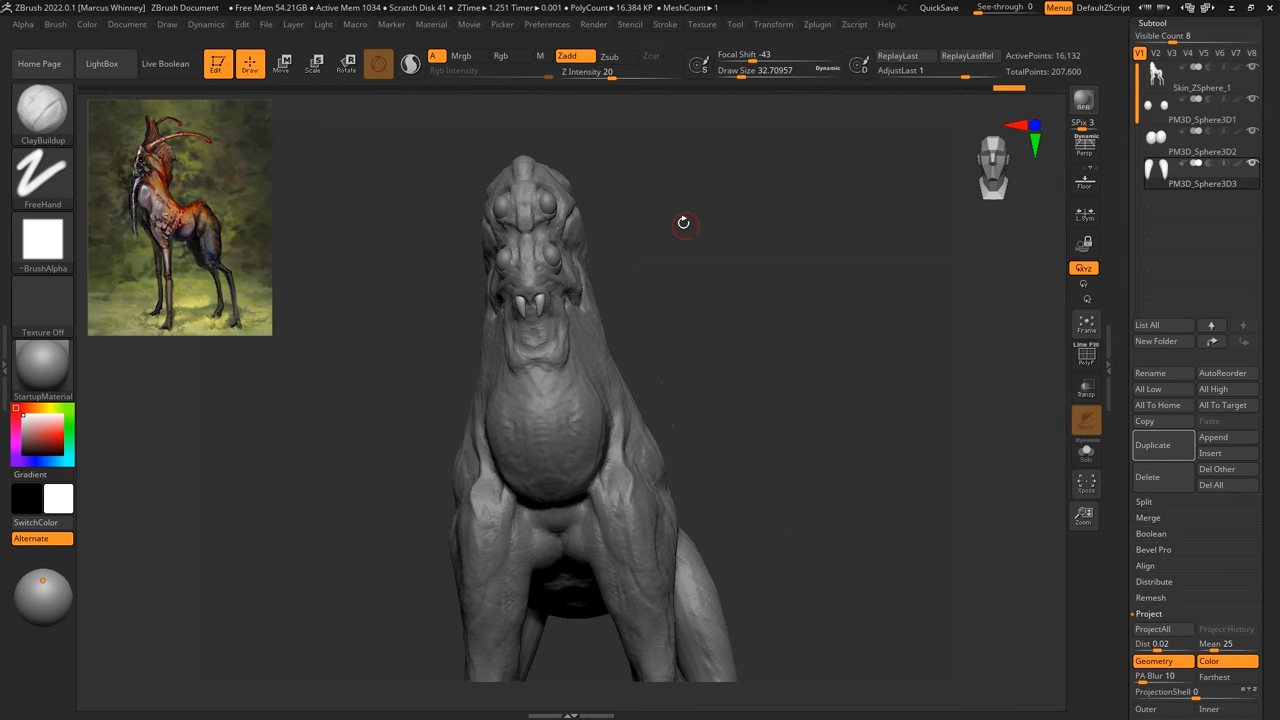 ZBrush 2022.0.1 [Marcus Whinney] ZBrush Document • Free Mem 54.21GB • Active Mem 1034 • Scratch Disk 41 • ZTime▸1.251 Timer▸0.001 • PolyCount▸16.384 KP • MeshCount▸1 AC QuickSave See-through 0 Menus DefaultZScript
Alpha Brush Color Document Draw Dynamics Edit File Layer Light Macro Marker Material Movie Picker Preferences Render Stencil Stroke Texture Tool Transform Zplugin Zscript Help
Home Page LightBox Live Boolean Edit Draw Move Scale Rotate
A Mrgb Rgb M Zadd Zsub Zcut
Rgb Intensity Z Intensity 20
Focal Shift -43
Draw Size 32.70957 Dynamic
S D
ReplayLast ReplayLastRel ActivePoints: 16,132
AdjustLast 1 TotalPoints: 207,600
ClayBuildup
FreeHand
~BrushAlpha
Texture Off
StartupMaterial
Gradient
SwitchColor
Alternate
BPR
SPix 3
Dynamic
Persp
Floor
L.Sym
XYZ
Frame
Line Fill
PolyF
Transp
Dynamic
Solo
Xpose
Zoom
Subtool
Visible Count 8
V1 V2 V3 V4 V5 V6 V7 V8
Skin_ZSphere_1
PM3D_Sphere3D1
PM3D_Sphere3D2
PM3D_Sphere3D3
List All
New Folder
Rename AutoReorder
All Low All High
All To Home All To Target
Copy Paste
Duplicate Append
Insert
Delete Del Other
Del All
Split
Merge
Boolean
Bevel Pro
Align
Distribute
Remesh
Project
ProjectAll Project History
Dist 0.02 Mean 25
Geometry Color
PA Blur 10 Farthest
ProjectionShell 0
Outer Inner